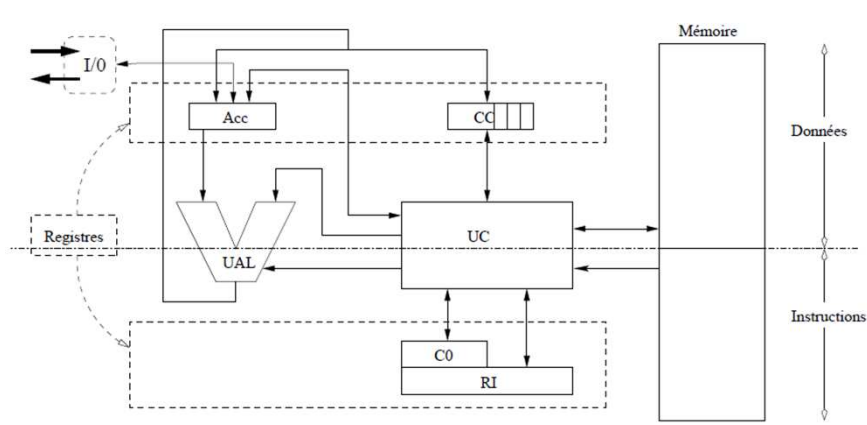 Mémoire
I/0
Acc
CC
Données
Registres
UC
UAL
Instructions
C0
RI